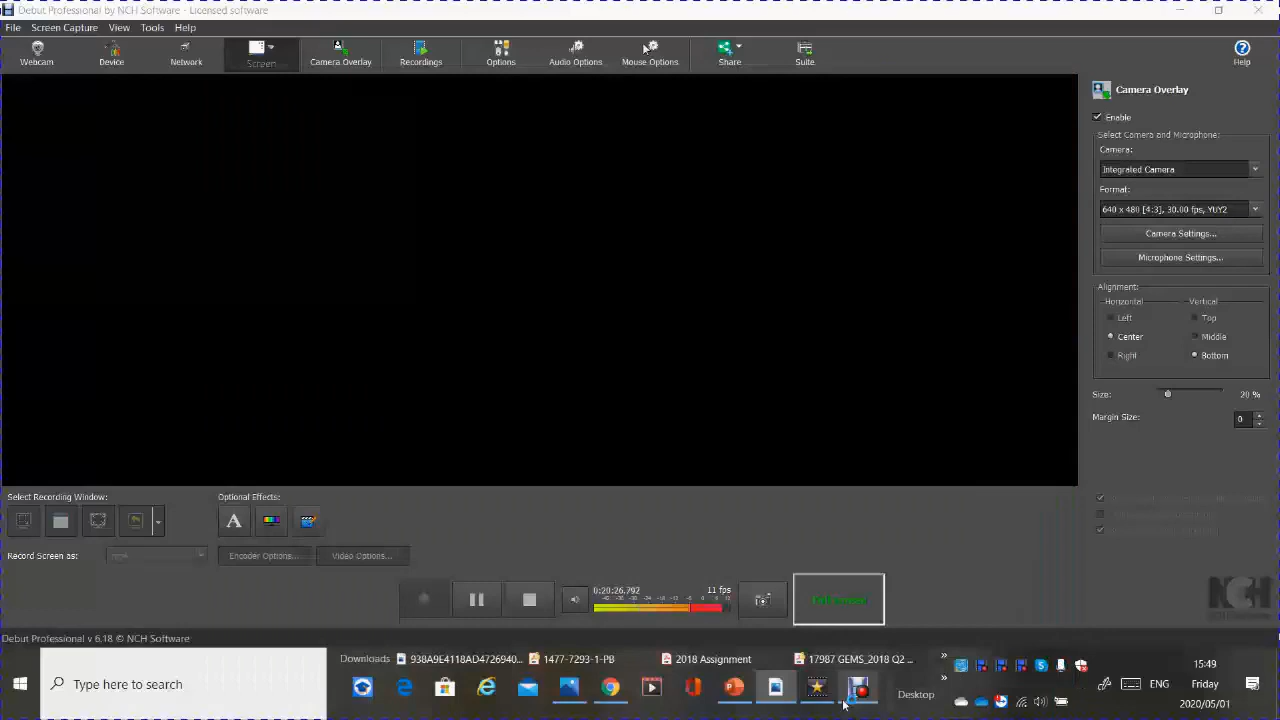 Debut Professional by NCH Software - Licensed software
File Screen Capture View Tools Help
Webcam Device Network Screen Camera Overlay Recordings Options Audio Options Mouse Options Share Suite Help
Camera Overlay
Enable
Select Camera and Microphone:
Camera:
Integrated Camera
Format:
640 x 480 [4:3], 30.00 fps, YUY2
Camera Settings...
Microphone Settings...
Alignment:
Horizontal Vertical
Left Top
Center Middle
Right Bottom
Size: 20 %
Margin Size: 0
Select Recording Window: Optional Effects:
A
Record Screen as: Encoder Options... Video Options...
0:20:26.792 11 fps
NCH
Debut Professional v 6.18 © NCH Software
Downloads 938A9E4118AD4726940... 1477-7293-1-PB 2018 Assignment 17987 GEMS_2018 Q2 ...
Type here to search
Desktop
ENG
15:49
Friday
2020/05/01